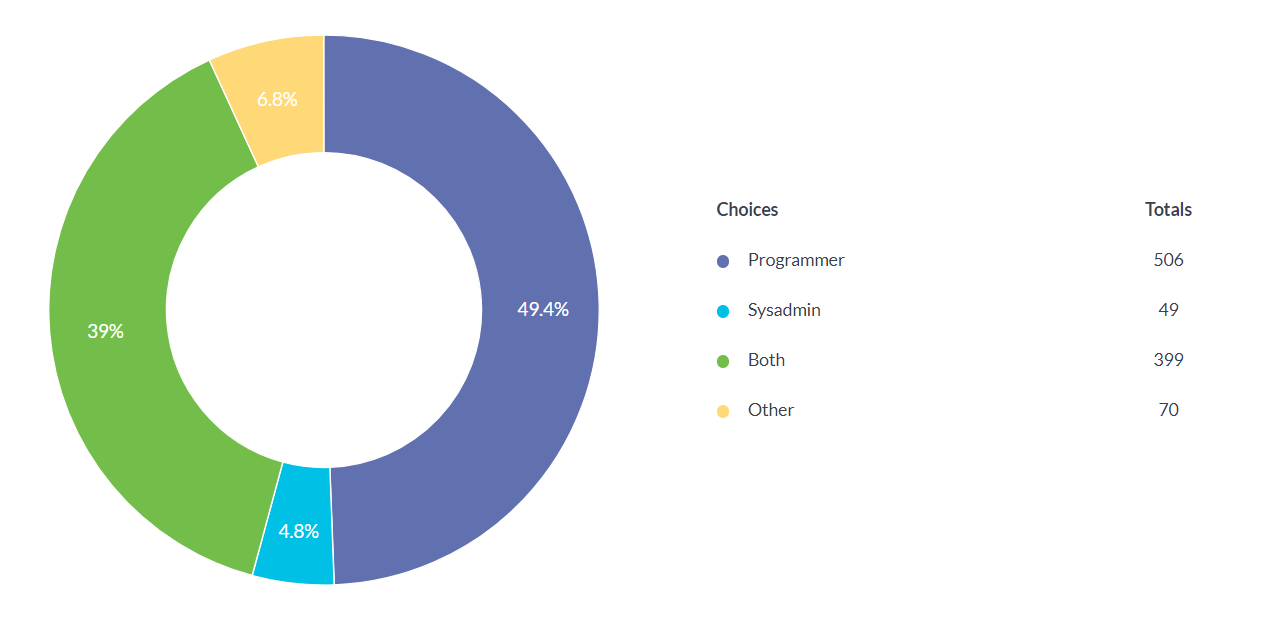 6.8%
49.4%
39%
4.8%
Choices Totals
Programmer 506
Sysadmin 49
Both 399
Other 70